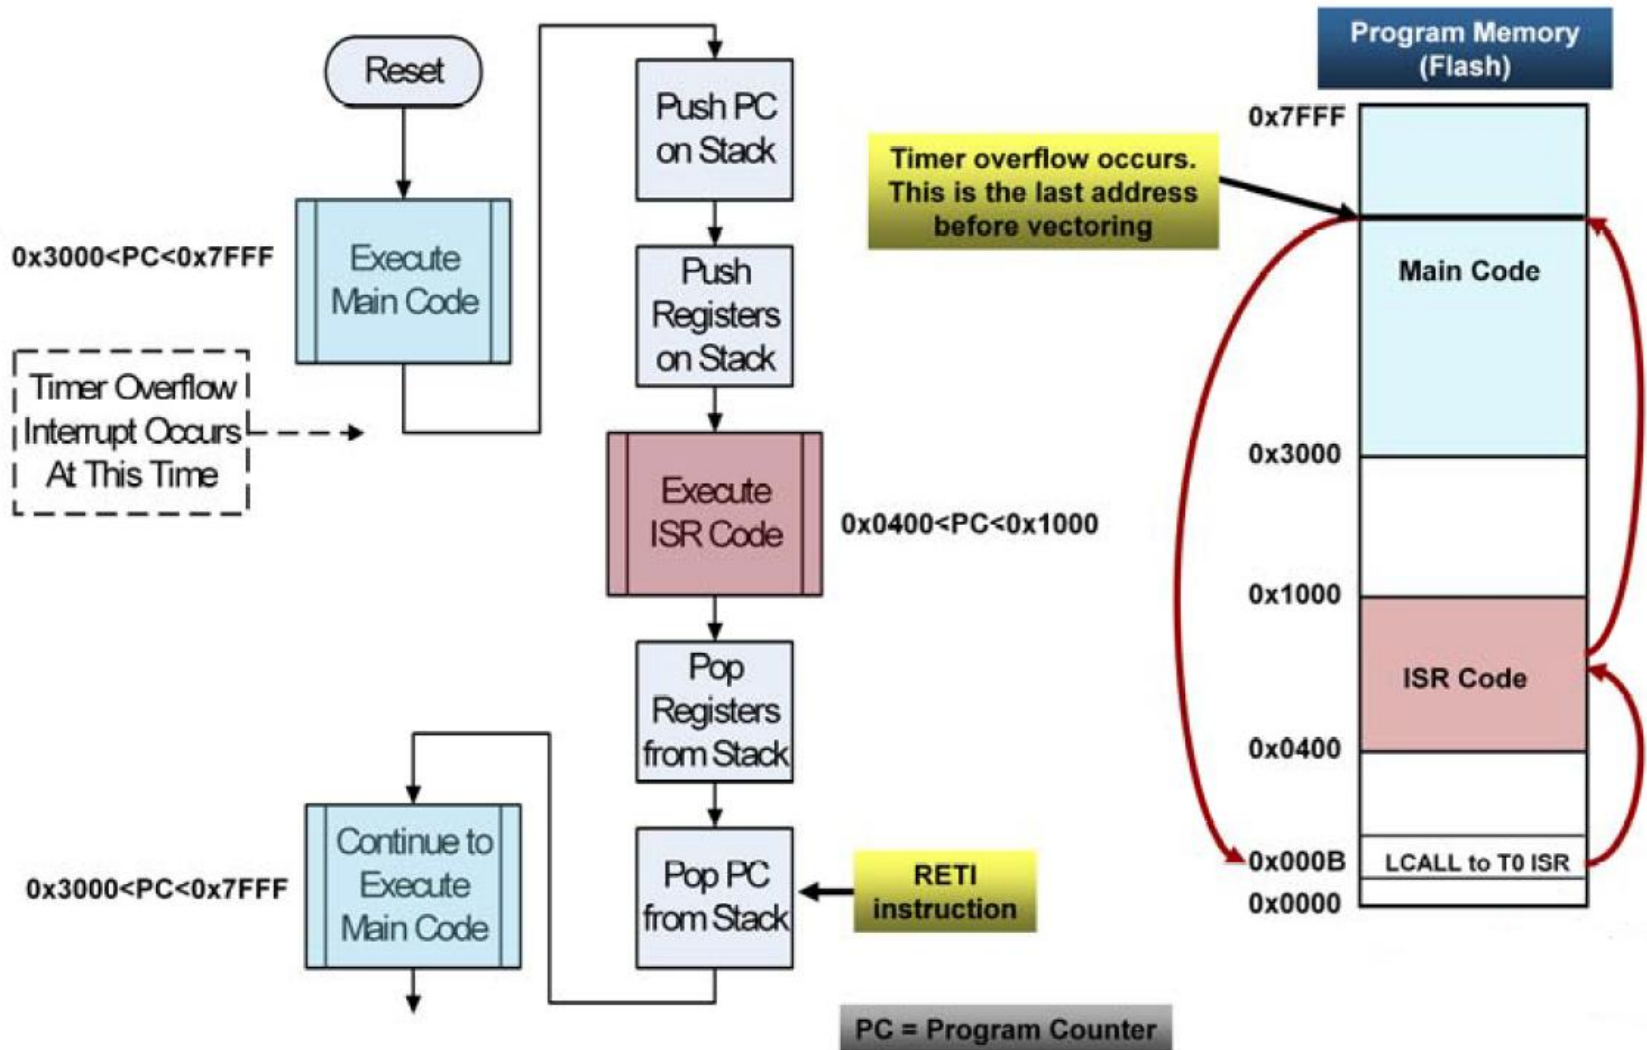 Reset
0x3000<PC<0x7FFF
Execute
Main Code
Timer Overflow
Interrupt Occurs
At This Time
Push PC
on Stack
Push
Registers
on Stack
Execute
ISR Code
0x0400<PC<0x1000
Pop
Registers
from Stack
Pop PC
from Stack
RETI
instruction
Continue to
Execute
Main Code
0x3000<PC<0x7FFF
PC = Program Counter
Program Memory
(Flash)
Timer overflow occurs.
This is the last address
before vectoring
0x7FFF
Main Code
0x3000
0x1000
ISR Code
0x0400
0x000B
LCALL to T0 ISR
0x0000